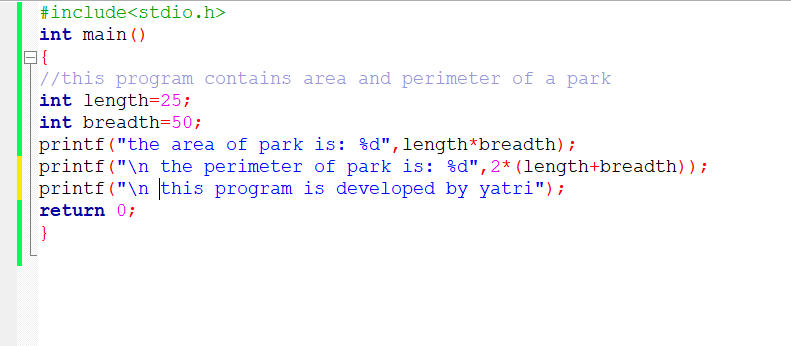 #include<stdio.h>
int main()
{
//this program contains area and perimeter of a park
int length=25;
int breadth=50;
printf("the area of park is: %d",length*breadth);
printf("\n the perimeter of park is: %d",2*(length+breadth));
printf("\n this program is developed by yatri");
return 0;
}